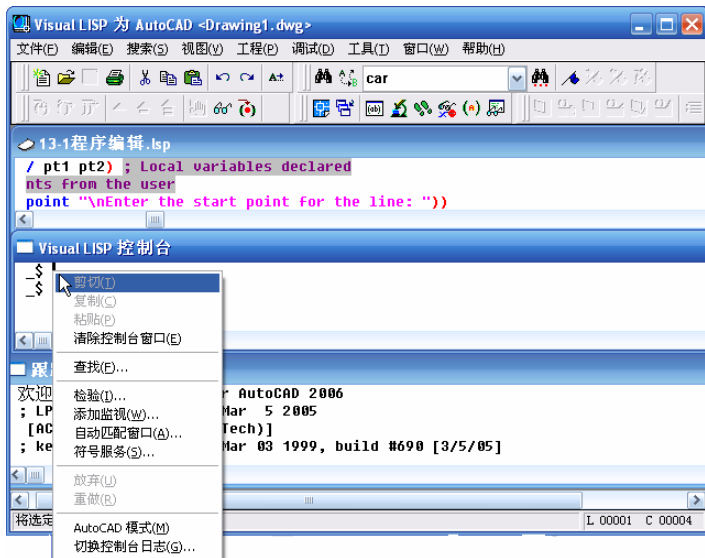 Visual LISP 为 AutoCAD <Drawing1.dwg>
文件(F) 编辑(E) 搜索(S) 视图(V) 工程(P) 调试(D) 工具(T) 窗口(W) 帮助(H)
car
13-1程序编辑.lsp
/ pt1 pt2) ; Local variables declared
nts from the user
point "\nEnter the start point for the line: "))
Visual LISP 控制台
_$
_$
剪切(T)
复制(C)
粘贴(P)
清除控制台窗口(E)
查找(F)...
检验(I)...
添加监视(W)...
自动匹配窗口(A)...
符号服务(S)...
放弃(U)
重做(R)
AutoCAD 模式(M)
切换控制台日志(G)...
跟
欢迎 r AutoCAD 2006
; LP Mar 5 2005
[AC Tech)]
; ke Mar 03 1999, build #690 [3/5/05]
将选定 L 00001 C 00004